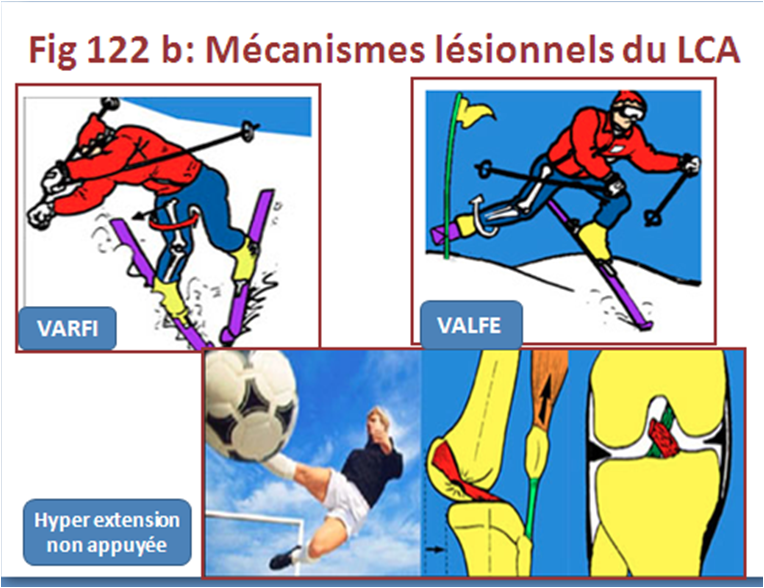 Fig 122 b: Mécanismes lésionnels du LCA
VARFI
VALFE
Hyper extension
non appuyée